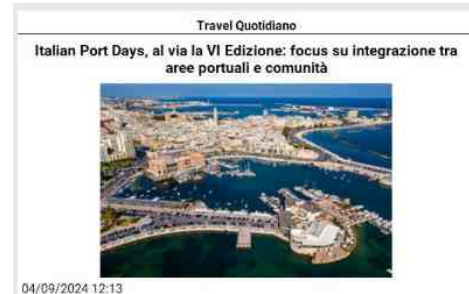 Travel Quotidiano
Italian Port Days, al via la VI Edizione: focus su integrazione tra
aree portuali e comunità
04/09/2024 12:13